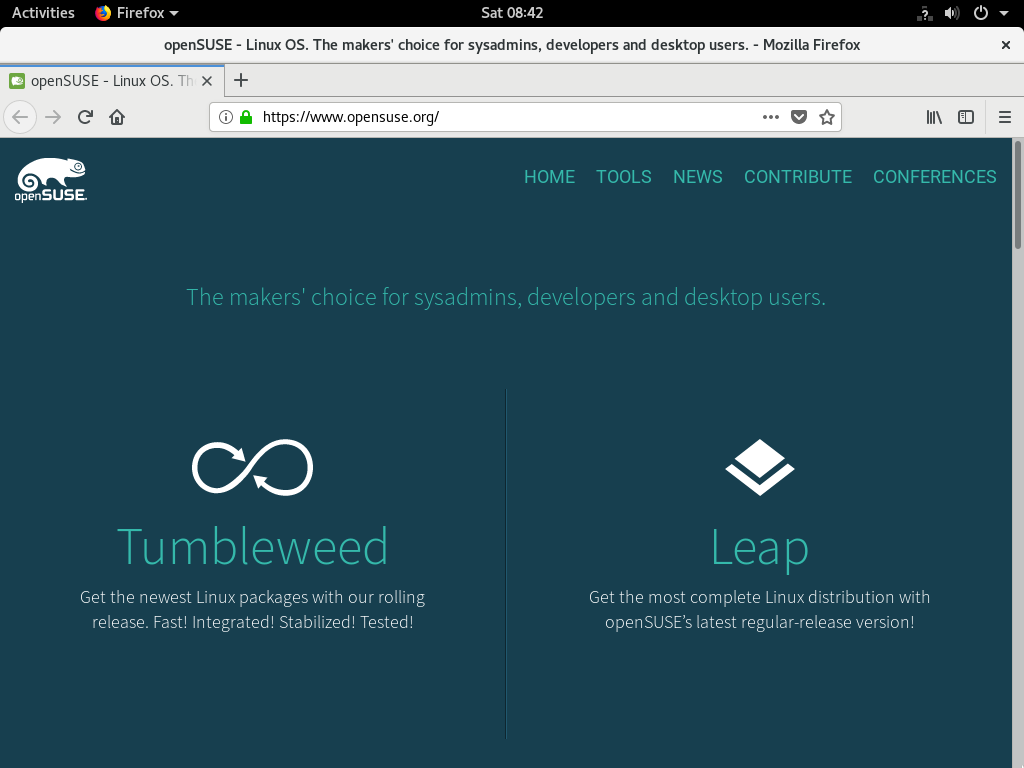 Activities Firefox Sat 08:42
openSUSE - Linux OS. The makers' choice for sysadmins, developers and desktop users. - Mozilla Firefox
openSUSE - Linux OS. Th
https://www.opensuse.org/
openSUSE
HOME TOOLS NEWS CONTRIBUTE CONFERENCES
The makers' choice for sysadmins, developers and desktop users.
Tumbleweed
Get the newest Linux packages with our rolling
release. Fast! Integrated! Stabilized! Tested!
Leap
Get the most complete Linux distribution with
openSUSE’s latest regular-release version!